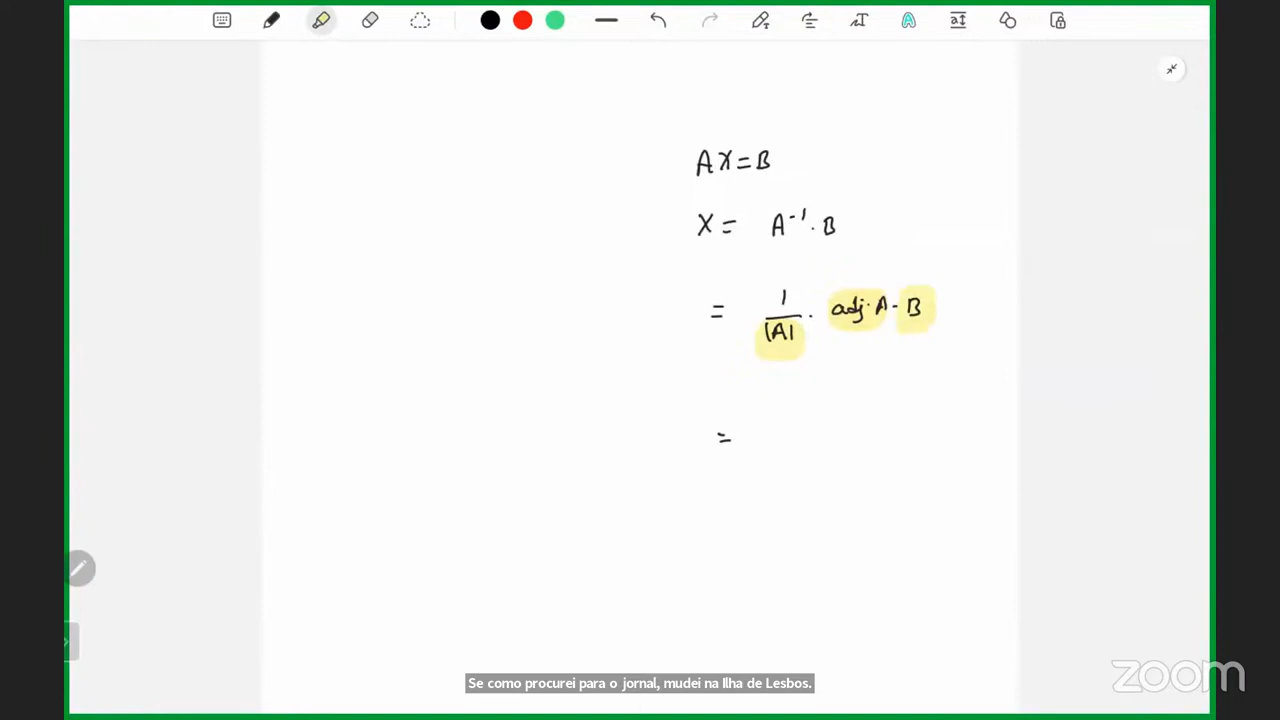 AX=B
X= A⁻¹·B
= 1/|A| · adj·A·B
=
Se como procurei para o jornal, mudei na Ilha de Lesbos.
zoom